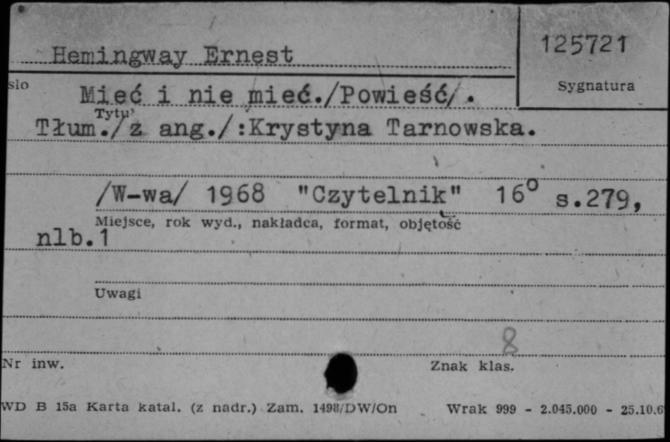 Hemingway Ernest
125721
Sygnatura
sło
Mieć i nie mieć./Powieść/.
Tytuł
Tłum./z ang./:Krystyna Tarnowska.
/W-wa/ 1968 "Czytelnik" 16° s.279,
Miejsce, rok wyd., nakładca, format, objętość
nlb.1
Uwagi
8
Nr inw.
Znak klas.
WD B 15a Karta katal. (z nadr.) Zam. 1498/DW/On Wrak 999 - 2.045.000 - 25.10.6